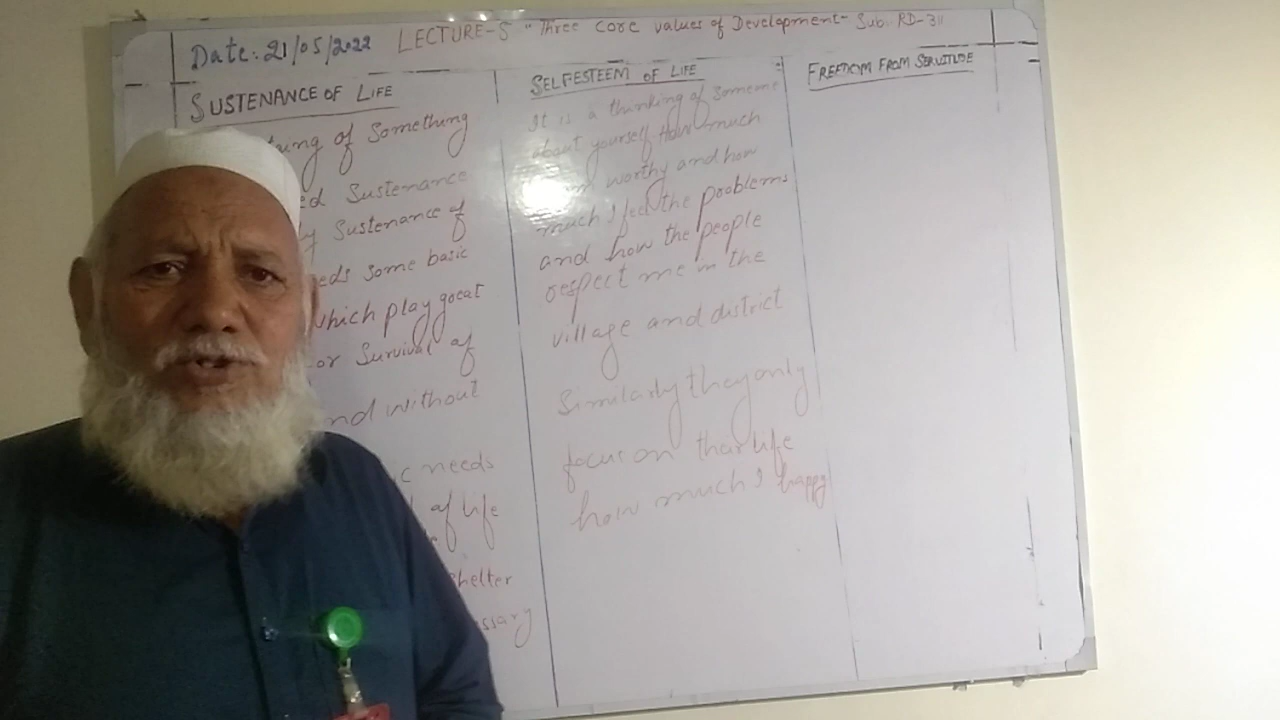 Date: 21/05/2022 LECTURE-5 "Three core values of Development- Sub: RD-311
SUSTENANCE OF LIFE
of Something
Sustenance
Sustenance of
some basic
which play great
or Survival of
and without
needs
of life
shelter
SELFESTEEM OF LIFE
It is a thinking of someone
about yourself How much
worthy and how
much I feel the problems
and how the people
respect me in the
village and district
Similarly they only
focus on thar life
how much I happy
FREEDOM FROM SERVITUDE